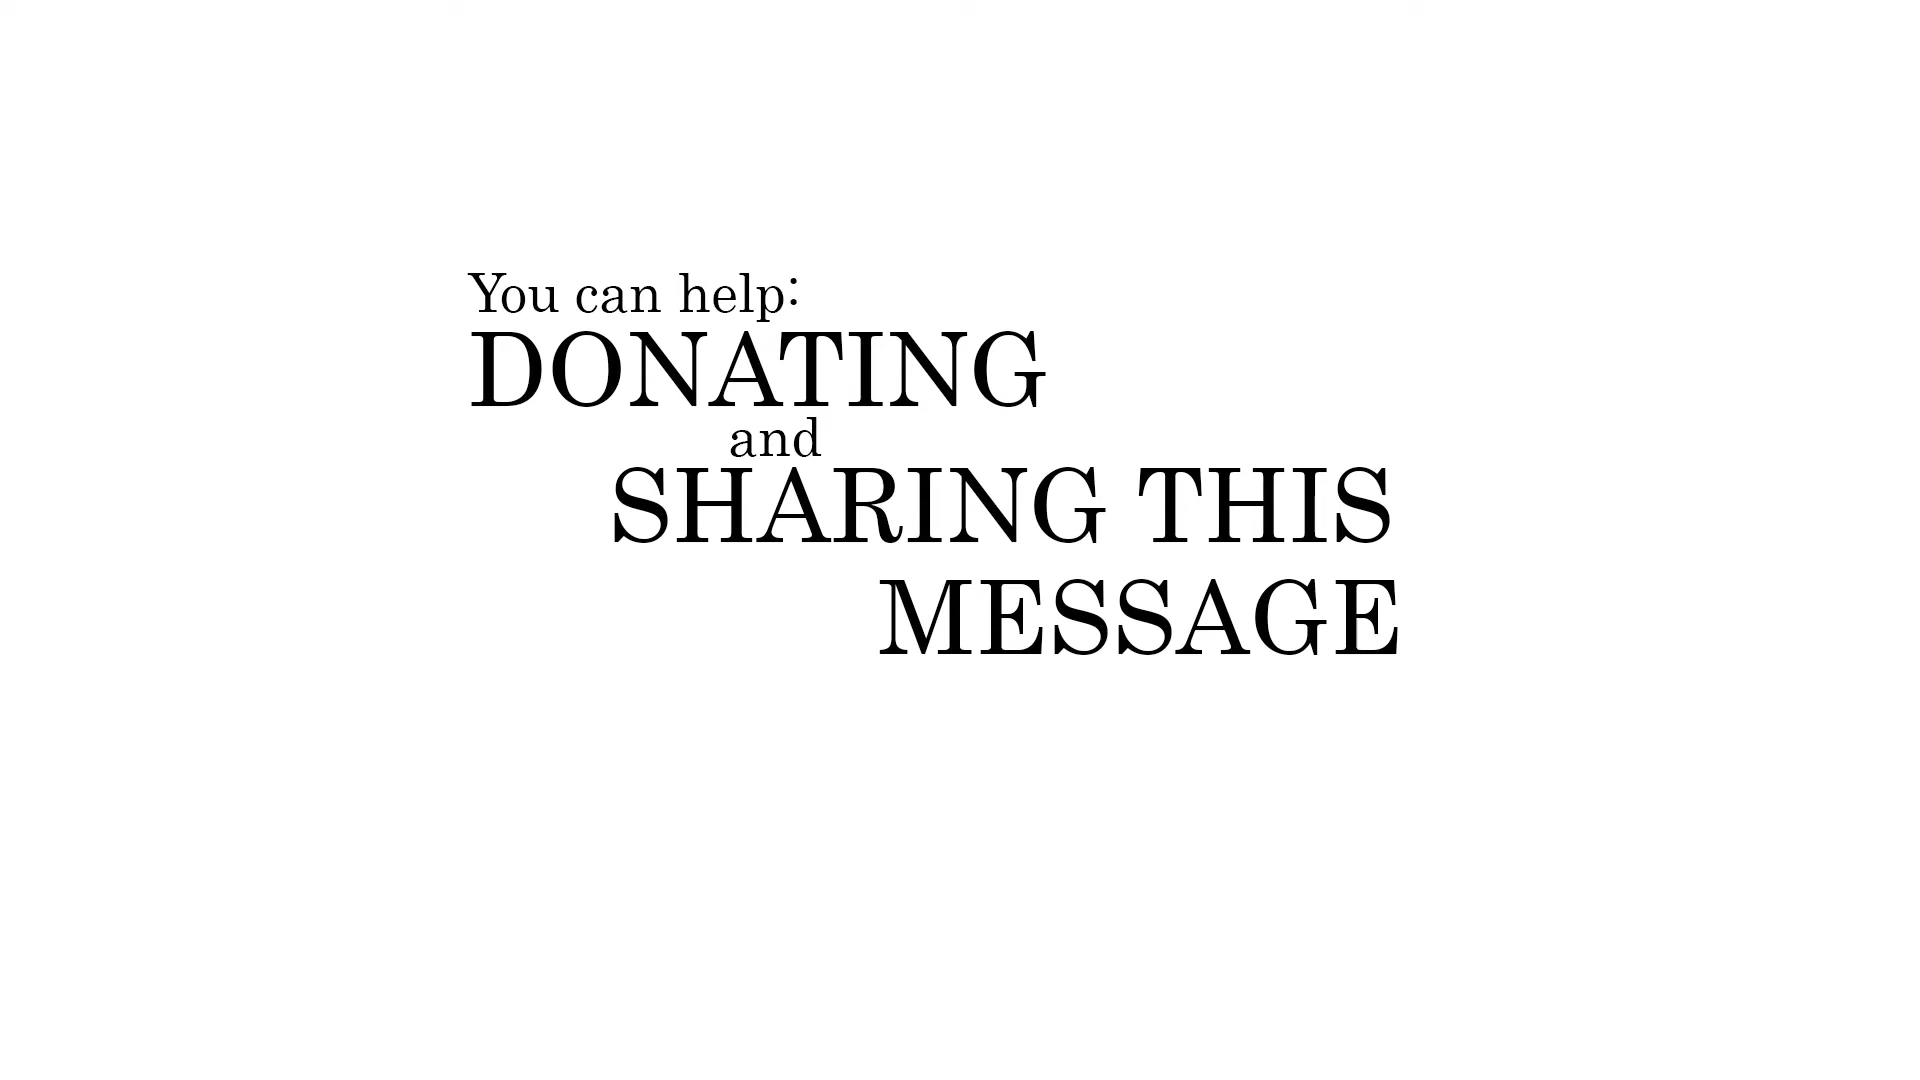 You can help:
DONATING
and
SHARING THIS
MESSAGE